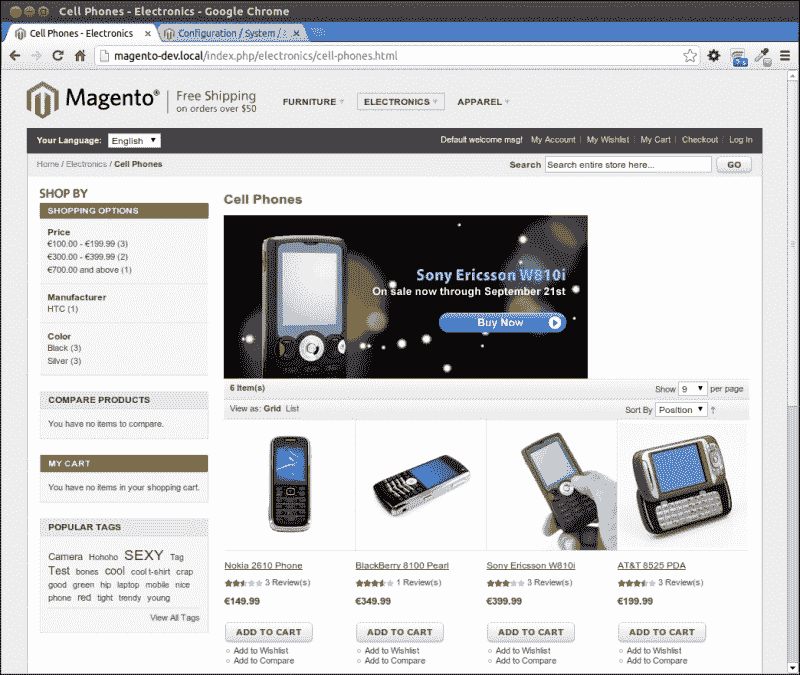 Cell Phones - Electronics - Google Chrome
Cell Phones - Electronics × Configuration / System / ×
magento-dev.local/index.php/electronics/cell-phones.html
Magento® Free Shipping on orders over $50 FURNITURE ELECTRONICS APPAREL
Your Language: English Default welcome msg! My Account My Wishlist My Cart Checkout Log In
Home / Electronics / Cell Phones Search Search entire store here... GO
SHOP BY
SHOPPING OPTIONS
Price
€100.00 - €199.99 (3)
€300.00 - €399.99 (2)
€700.00 and above (1)
Manufacturer
HTC (1)
Color
Black (3)
Silver (3)
COMPARE PRODUCTS
You have no items to compare.
MY CART
You have no items in your shopping cart.
POPULAR TAGS
Camera Hohoho SEXY Tag
Test bones cool cool t-shirt crap
good green hip laptop mobile nice
phone red tight trendy young
View All Tags
Cell Phones
Sony Ericsson W810i
On sale now through September 21st
Buy Now
6 Item(s) Show 9 per page
View as: Grid List Sort By Position
Nokia 2610 Phone BlackBerry 8100 Pearl Sony Ericsson W810i AT&T 8525 PDA
3 Review(s) 1 Review(s) 3 Review(s) 3 Review(s)
€149.99 €349.99 €399.99 €199.99
ADD TO CART ADD TO CART ADD TO CART ADD TO CART
Add to Wishlist Add to Wishlist Add to Wishlist Add to Wishlist
Add to Compare Add to Compare Add to Compare Add to Compare